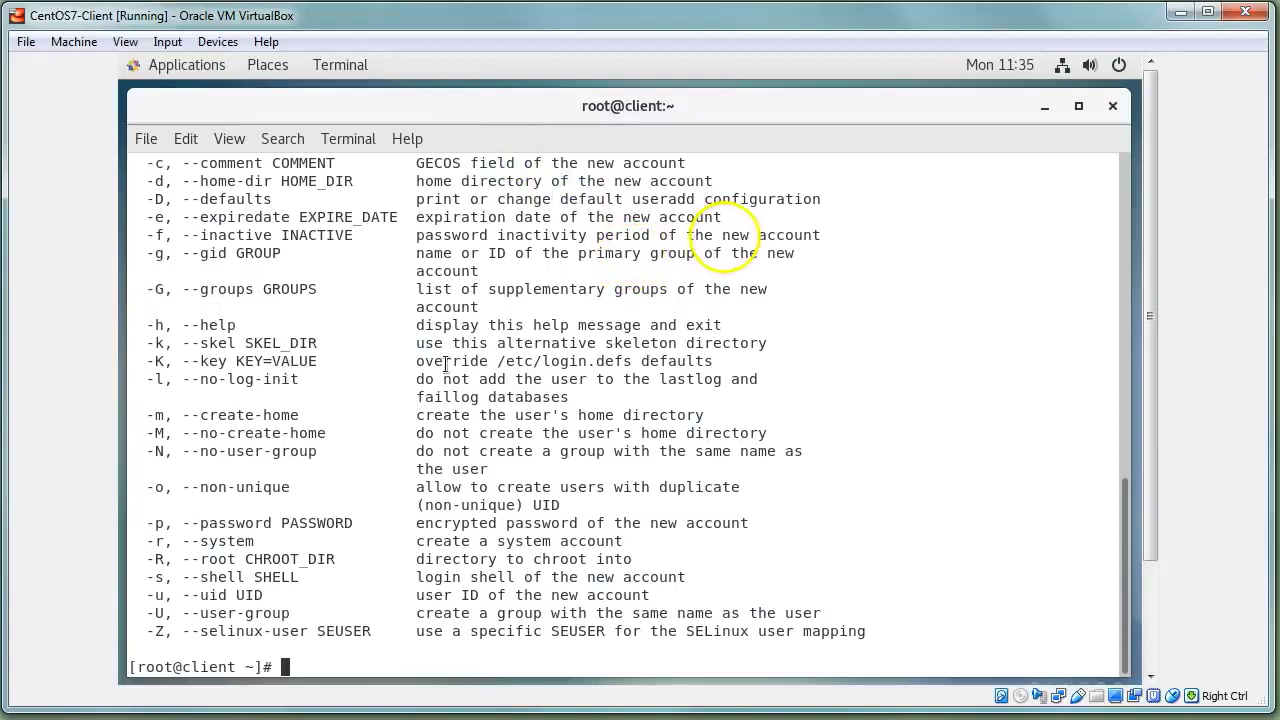 CentOS7-Client [Running] - Oracle VM VirtualBox
File Machine View Input Devices Help
Applications Places Terminal Mon 11:35
root@client:~
File Edit View Search Terminal Help
-c, --comment COMMENT GECOS field of the new account
-d, --home-dir HOME_DIR home directory of the new account
-D, --defaults print or change default useradd configuration
-e, --expiredate EXPIRE_DATE expiration date of the new account
-f, --inactive INACTIVE password inactivity period of the new account
-g, --gid GROUP name or ID of the primary group of the new
account
-G, --groups GROUPS list of supplementary groups of the new
account
-h, --help display this help message and exit
-k, --skel SKEL_DIR use this alternative skeleton directory
-K, --key KEY=VALUE override /etc/login.defs defaults
-l, --no-log-init do not add the user to the lastlog and
faillog databases
-m, --create-home create the user's home directory
-M, --no-create-home do not create the user's home directory
-N, --no-user-group do not create a group with the same name as
the user
-o, --non-unique allow to create users with duplicate
(non-unique) UID
-p, --password PASSWORD encrypted password of the new account
-r, --system create a system account
-R, --root CHROOT_DIR directory to chroot into
-s, --shell SHELL login shell of the new account
-u, --uid UID user ID of the new account
-U, --user-group create a group with the same name as the user
-Z, --selinux-user SEUSER use a specific SEUSER for the SELinux user mapping
[root@client ~]#
Right Ctrl